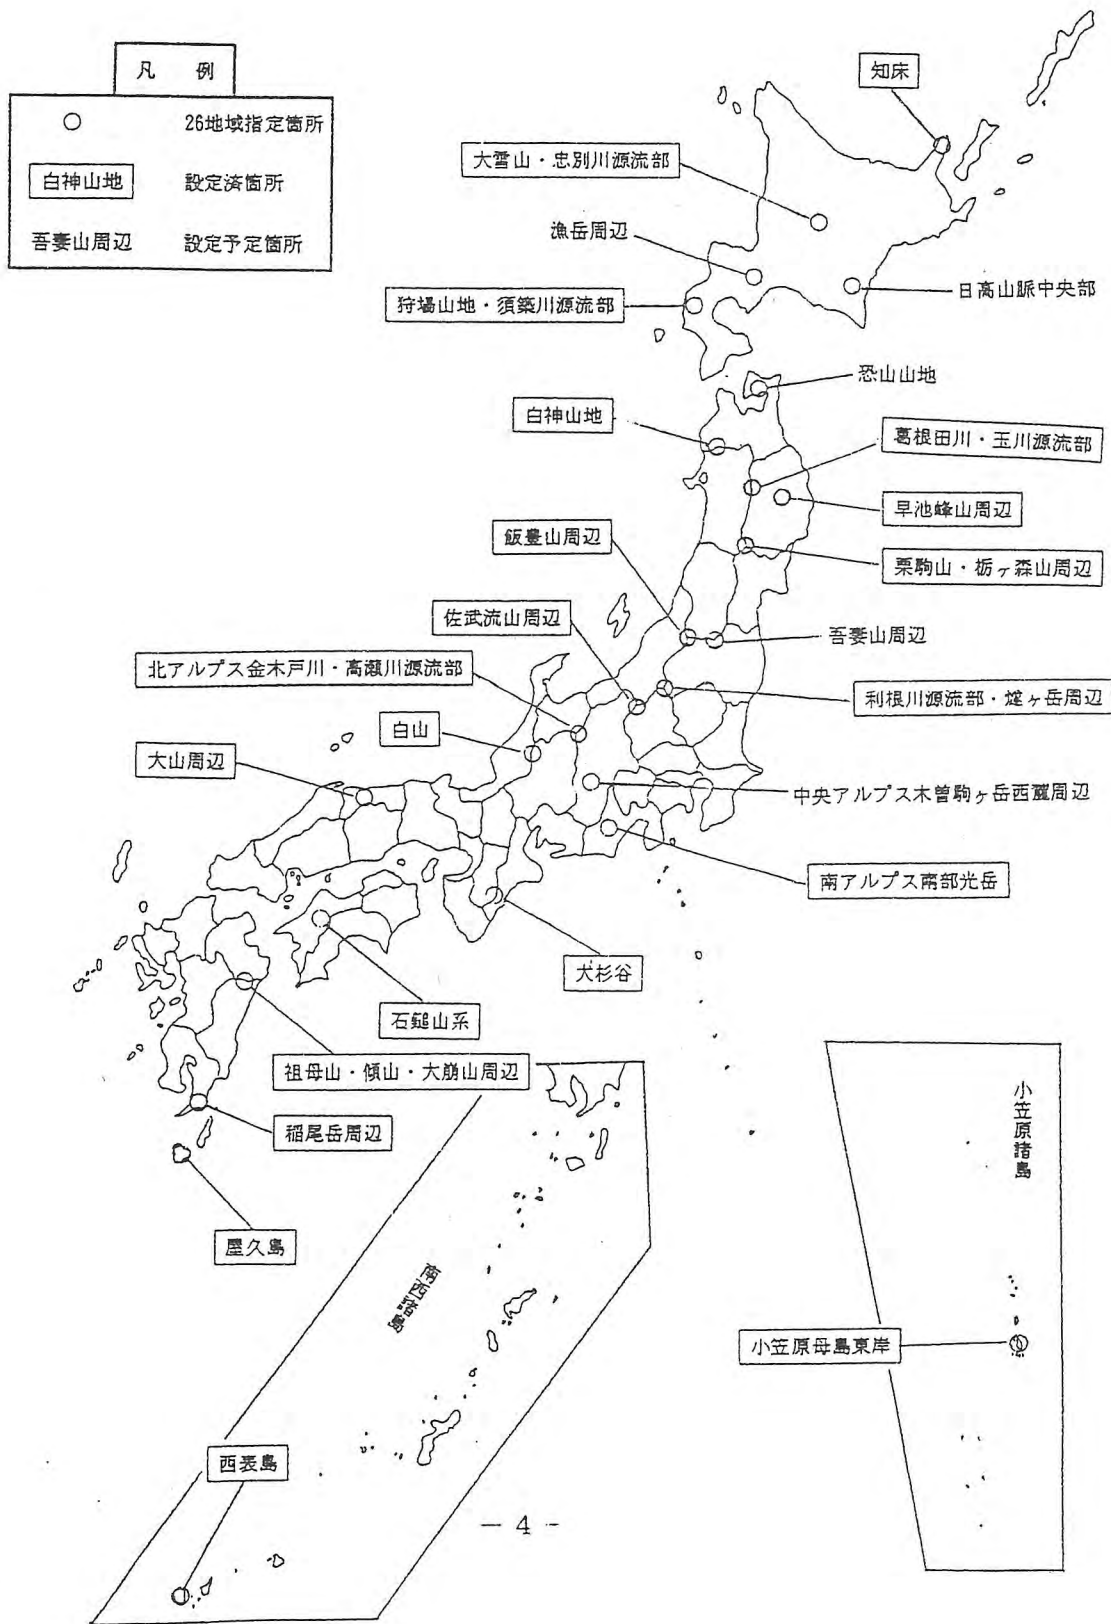 凡 例
26地域指定箇所
白神山地 設定済箇所
吾妻山周辺 設定予定箇所
知床
大雪山・忠別川源流部
漁岳周辺
日高山脈中央部
狩場山地・須築川源流部
恐山山地
白神山地
葛根田川・玉川源流部
早池峰山周辺
飯豊山周辺
栗駒山・栃ヶ森山周辺
佐武流山周辺
吾妻山周辺
北アルプス金木戸川・高瀬川源流部
利根川源流部・燧ヶ岳周辺
白山
大山周辺
中央アルプス木曽駒ヶ岳西麓周辺
南アルプス南部光岳
大杉谷
石鎚山系
祖母山・傾山・大崩山周辺
稲尾岳周辺
屋久島
小笠原諸島
南西諸島
小笠原母島東岸
西表島
— 4 -